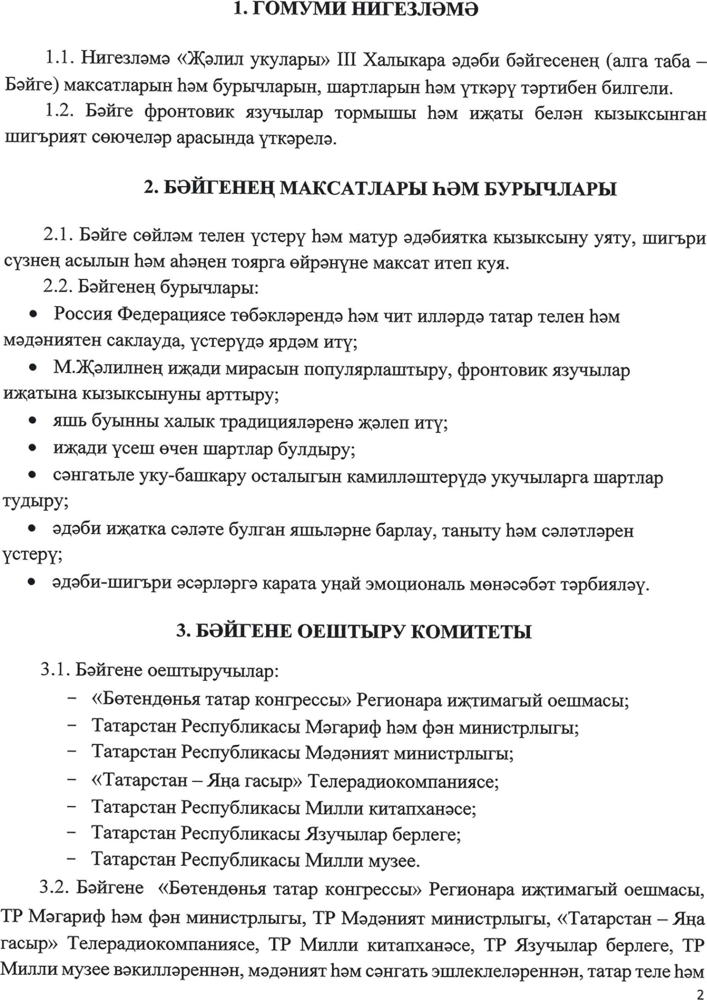 1. ГОМУМИ НИГЕЗЛӘМӘ
1.1. Нигезләмә «Җәлил укулары» III Халыкара әдәби бәйгесенең (алга таба –
Бәйге) максатларын һәм бурычларын, шартларын һәм үткәрү тәртибен билгели.
1.2. Бәйге фронтовик язучылар тормышы һәм иҗаты белән кызыксынган
шигърият сөючеләр арасында үткәрелә.
2. БӘЙГЕНЕҢ МАКСАТЛАРЫ ҺӘМ БУРЫЧЛАРЫ
2.1. Бәйге сөйләм телен үстерү һәм матур әдәбиятка кызыксыну уяту, шигъри
сүзнең асылын һәм аһәңен тоярга өйрәнүне максат итеп куя.
2.2. Бәйгенең бурычлары:
• Россия Федерациясе төбәкләрендә һәм чит илләрдә татар телен һәм
мәдәниятен саклауда, үстерүдә ярдәм итү;
• М.Җәлилнең иҗади мирасын популярлаштыру, фронтовик язучылар
иҗатына кызыксынуны арттыру;
• яшь буынны халык традицияләренә җәлеп итү;
• иҗади үсеш өчен шартлар булдыру;
• сәнгатьле уку-башкару осталыгын камилләштерүдә укучыларга шартлар
тудыру;
• әдәби иҗатка сәләте булган яшьләрне барлау, таныту һәм сәләтләрен
үстерү;
• әдәби-шигъри әсәрләргә карата уңай эмоциональ мөнәсәбәт тәрбияләү.
3. БӘЙГЕНЕ ОЕШТЫРУ КОМИТЕТЫ
3.1. Бәйгене оештыручылар:
– «Бөтендөнья татар конгрессы» Регионара иҗтимагый оешмасы;
– Татарстан Республикасы Мәгариф һәм фән министрлыгы;
– Татарстан Республикасы Мәдәният министрлыгы;
– «Татарстан – Яңа гасыр» Телерадиокомпаниясе;
– Татарстан Республикасы Милли китапханәсе;
– Татарстан Республикасы Язучылар берлеге;
– Татарстан Республикасы Милли музее.
3.2. Бәйгене «Бөтендөнья татар конгрессы» Регионара иҗтимагый оешмасы,
ТР Мәгариф һәм фән министрлыгы, ТР Мәдәният министрлыгы, «Татарстан – Яңа
гасыр» Телерадиокомпаниясе, ТР Милли китапханәсе, ТР Язучылар берлеге, ТР
Милли музее вәкилләреннән, мәдәният һәм сәнгать эшлеклеләреннән, татар теле һәм
2